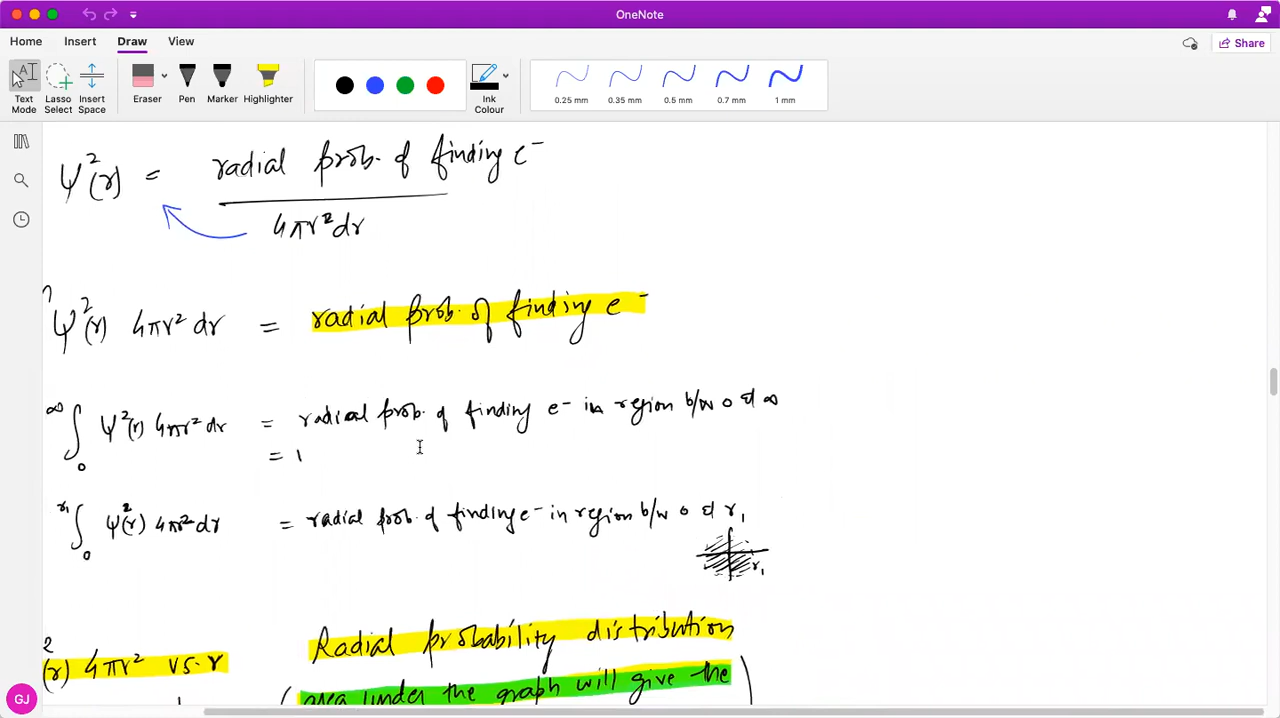 OneNote
Home Insert Draw View
Share
Text Mode
Lasso Select
Insert Space
Eraser
Pen
Marker
Highlighter
Ink Colour
0.25 mm 0.35 mm 0.5 mm 0.7 mm 1 mm
ψ²(r) = radial prob. of finding e⁻
4πr²dr
ψ²(r) 4πr² dr = radial prob. of finding e⁻
∞ ∫ ψ²(r) 4πr² dr = radial prob. of finding e⁻ in region b/w 0 & ∞
0
= 1
r₁ ∫ ψ²(r) 4πr² dr = radial prob. of finding e⁻ in region b/w 0 & r₁
0
r₁
²(r) 4πr² vs. r Radial probability distribution
(area under the graph will give the)
GJ